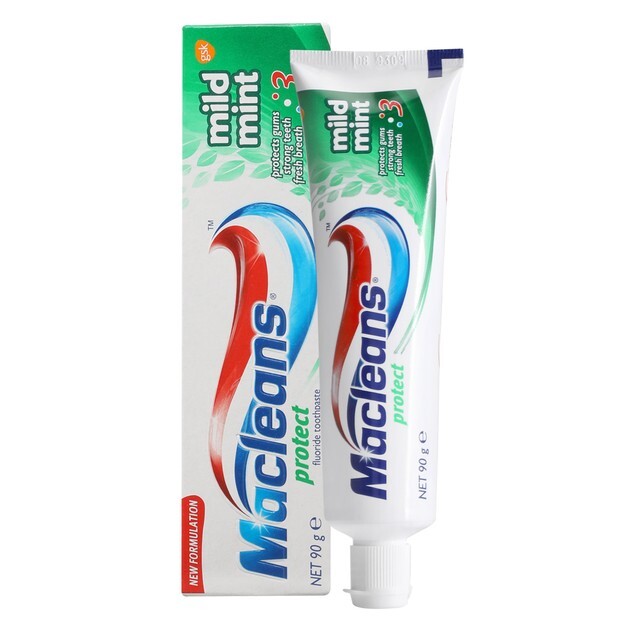 gsk
mild
mint
protects gums
strong teeth
fresh breath
3
™
Macleans®
protect
fluoride toothpaste
NEW FORMULATION
NET 90 g ℮
mild
mint
protects gums
strong teeth
fresh breath
3
™
Macleans®
protect
NET 90 g ℮